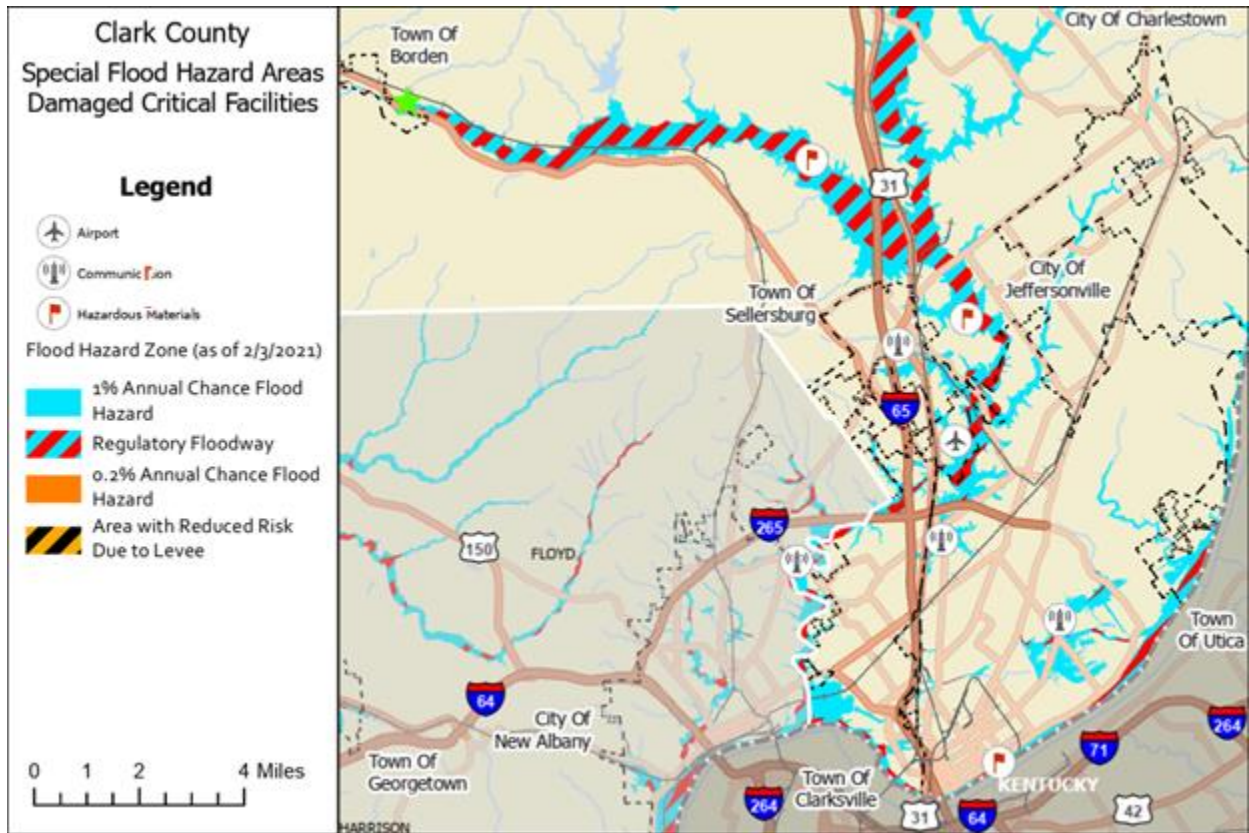 Clark County
Special Flood Hazard Areas
Damaged Critical Facilities
Legend
Airport
Hazardous Materials
Flood Hazard Zone (as of 2/3/2021)
1% Annual Chance Flood
Hazard
Regulatory Floodway
0.2% Annual Chance Flood
Hazard
Area with Reduced Risk
Due to Levee
0 1 2 4 Miles
Town Of
Borden
City Of Charlestown
31
City Of
Jeffersonville
Town Of
Sellersburg
65
265
150
FLOYD
Town
Of Utica
64
City Of
New Albany
264
71
Town Of
Georgetown
Town Of
Clarksville
KENTUCKY
264
31
64
42
HARRISON